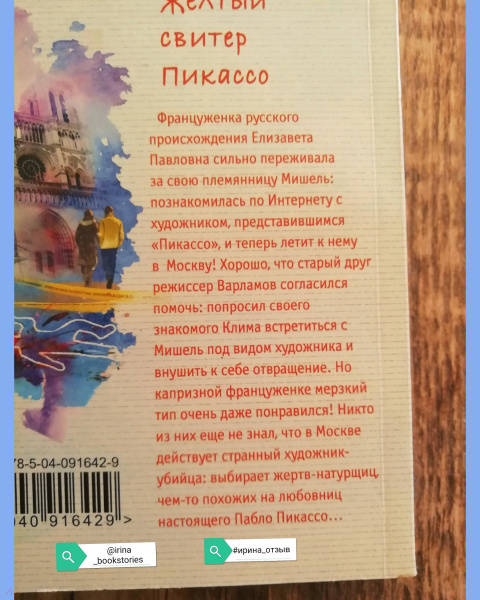 Желтый
свитер
Пикассо
Француженка русского
происхождения Елизавета
Павловна сильно переживала
за свою племянницу Мишель:
познакомилась по Интернету с
художником, представившимся
«Пикассо», и теперь летит к нему
в Москву! Хорошо, что старый друг
режиссер Варламов согласился
помочь: попросил своего
знакомого Клима встретиться с
Мишель под видом художника и
внушить к себе отвращение. Но
капризной француженке мерзкий
тип очень даже понравился! Никто
из них еще не знал, что в Москве
действует странный художник-
убийца: выбирает жертв-натурщиц,
чем-то похожих на любовниц
настоящего Пабло Пикассо...
78-5-04-091642-9
040 916429 >
@irina
_bookstories
#ирина_отзыв